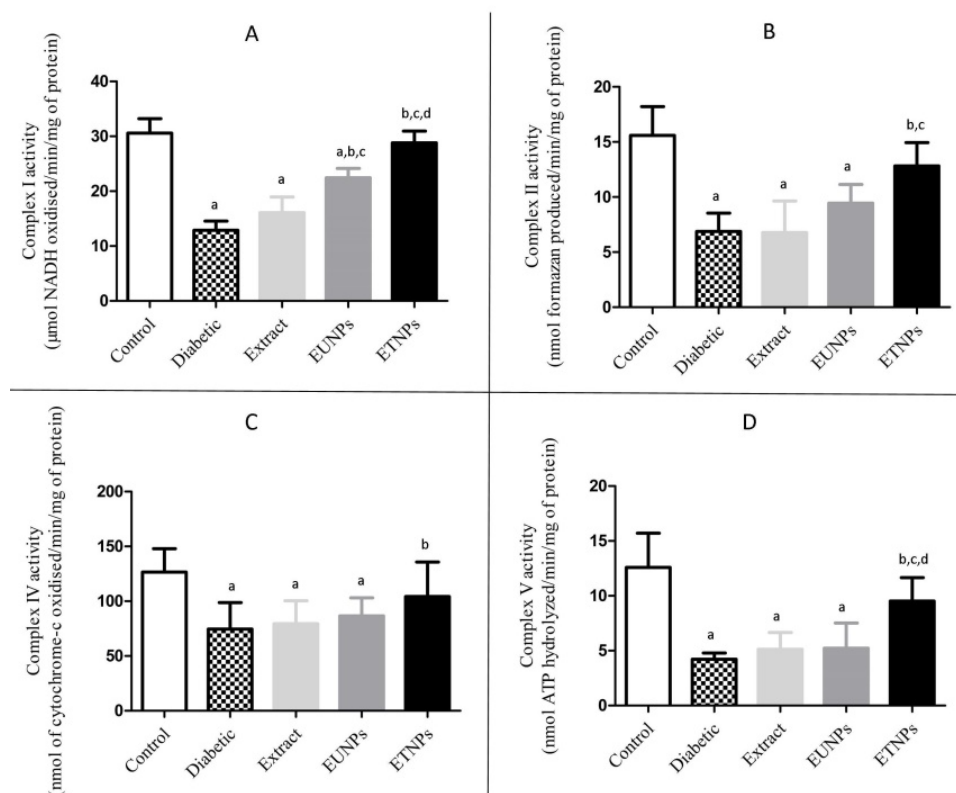 A
Complex I activity
(µmol NADH oxidised/min/mg of protein)
40
30
20
10
0
a
a
a,b,c
b,c,d
Control
Diabetic
Extract
EUNPs
ETNPs
B
Complex II activity
(nmol formazan produced/min/mg of protein)
20
15
10
5
0
a
a
a
b,c
Control
Diabetic
Extract
EUNPs
ETNPs
C
Complex IV activity
(nmol of cytochrome-c oxidised/min/mg of protein)
200
150
100
50
0
a
a
a
b
Control
Diabetic
Extract
EUNPs
ETNPs
D
Complex V activity
(nmol ATP hydrolyzed/min/mg of protein)
20
15
10
5
0
a
a
a
b,c,d
Control
Diabetic
Extract
EUNPs
ETNPs